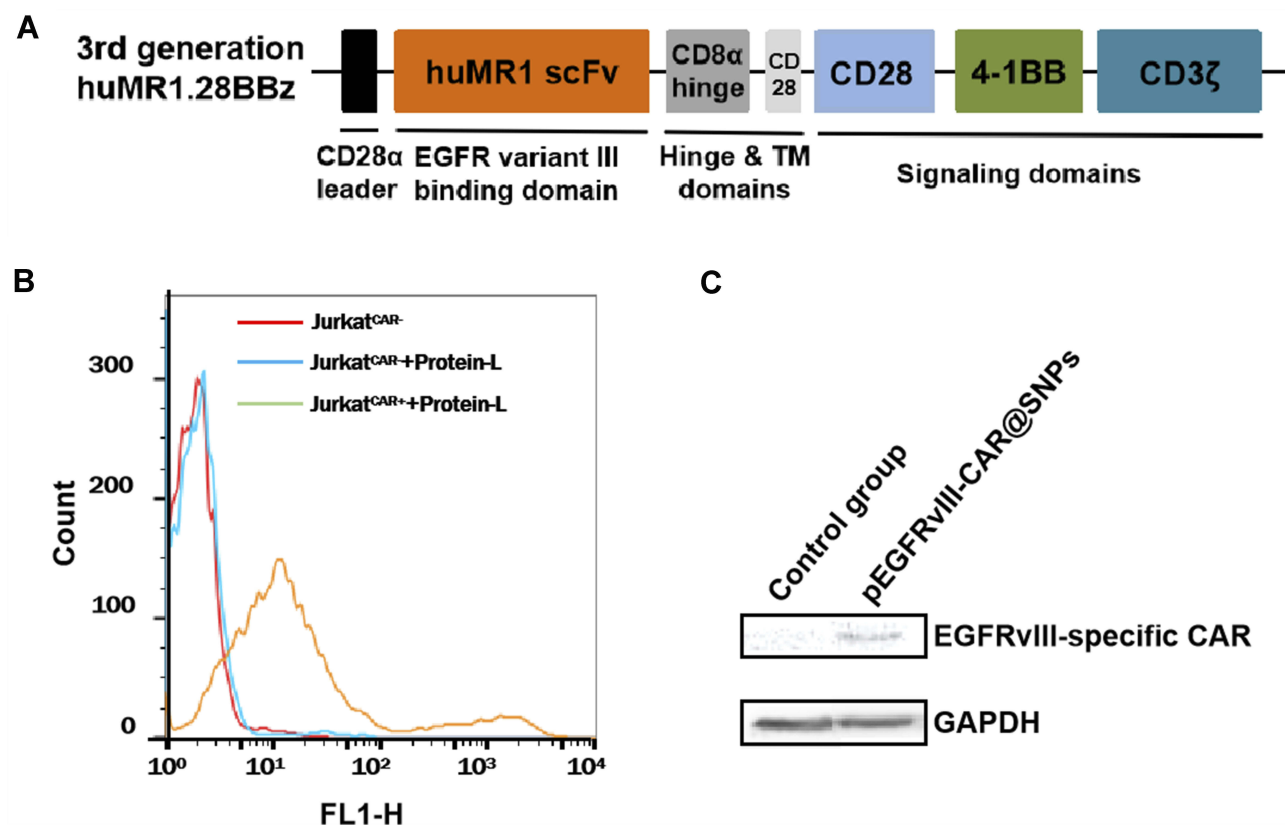 A
3rd generation
huMR1.28BBz
huMR1 scFv
CD8α
hinge
CD
28
CD28
4-1BB
CD3ζ
CD28α
leader
EGFR variant III
binding domain
Hinge & TM
domains
Signaling domains
B
JurkatCAR-
JurkatCAR-+Protein-L
JurkatCAR++Protein-L
300
200
100
0
Count
10⁰
10¹
10²
10³
10⁴
FL1-H
C
Control group
pEGFRvIII-CAR@SNPs
EGFRvIII-specific CAR
GAPDH